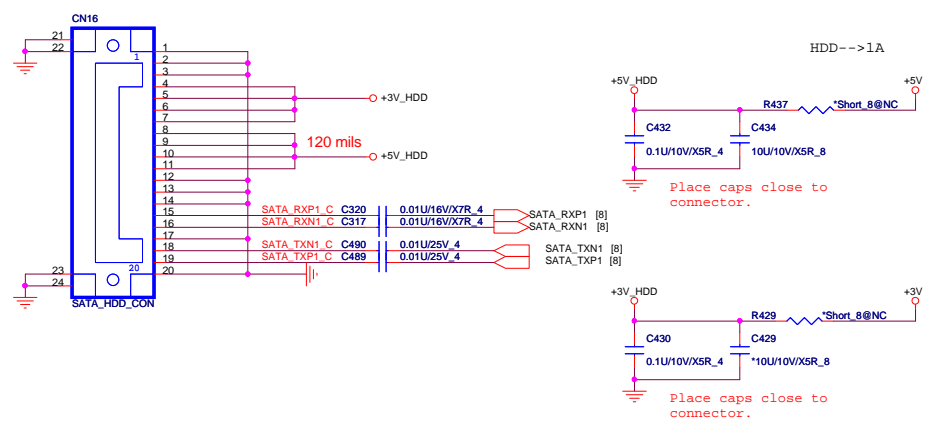 CN16
21
22
1
1
2
3
4
5
6
7
+3V_HDD
8
9
10
11
120 mils
+5V_HDD
12
13
14
15
SATA_RXP1_C C320 0.01U/16V/X7R_4 SATA_RXP1 [8]
16
SATA_RXN1_C C317 0.01U/16V/X7R_4 SATA_RXN1 [8]
17
18
SATA_TXN1_C C490 0.01U/25V_4 SATA_TXN1 [8]
19
SATA_TXP1_C C489 0.01U/25V_4 SATA_TXP1 [8]
20
20
23
24
SATA_HDD_CON
HDD-->1A
+5V_HDD
+5V
R437 *Short_8@NC
C432
0.1U/10V/X5R_4
C434
10U/10V/X5R_8
Place caps close to
connector.
+3V_HDD
+3V
R429 *Short_8@NC
C430
0.1U/10V/X5R_4
C429
*10U/10V/X5R_8
Place caps close to
connector.